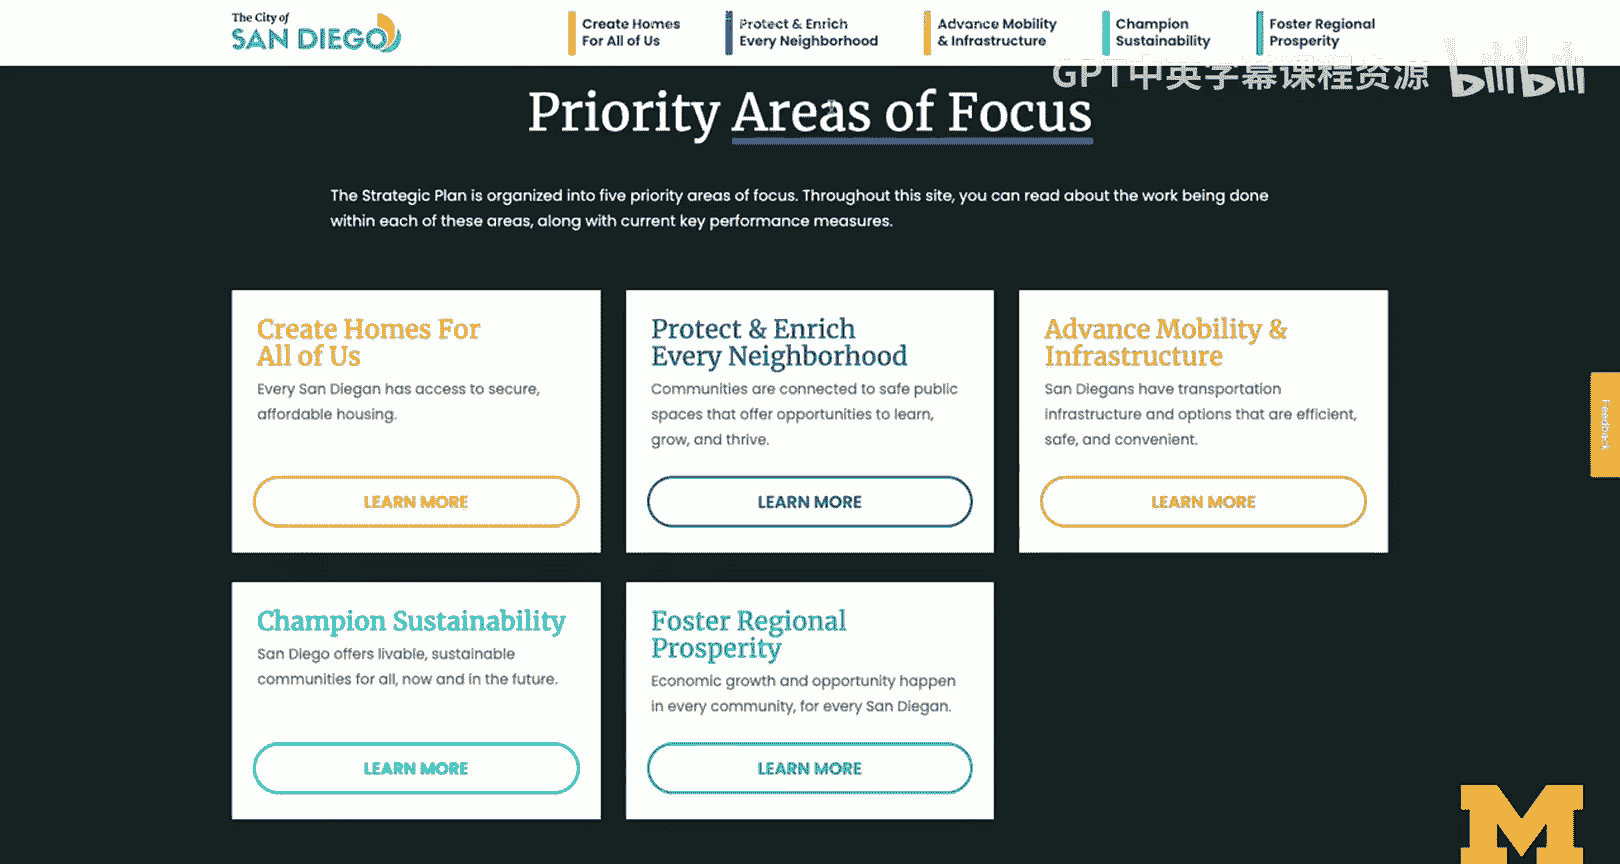 The City of
SAN DIEGO
Create Homes
For All of Us
Protect & Enrich
Every Neighborhood
Advance Mobility
& Infrastructure
Champion
Sustainability
Foster Regional
Prosperity
GPT中英字幕课程资源 bilibili
Priority Areas of Focus
The Strategic Plan is organized into five priority areas of focus. Throughout this site, you can read about the work being done
within each of these areas, along with current key performance measures.
Create Homes For
All of Us
Every San Diegan has access to secure,
affordable housing.
LEARN MORE
Protect & Enrich
Every Neighborhood
Communities are connected to safe public
spaces that offer opportunities to learn,
grow, and thrive.
LEARN MORE
Advance Mobility &
Infrastructure
San Diegans have transportation
infrastructure and options that are efficient,
safe, and convenient.
LEARN MORE
Feedback
Champion Sustainability
San Diego offers livable, sustainable
communities for all, now and in the future.
LEARN MORE
Foster Regional
Prosperity
Economic growth and opportunity happen
in every community, for every San Diegan.
LEARN MORE
M